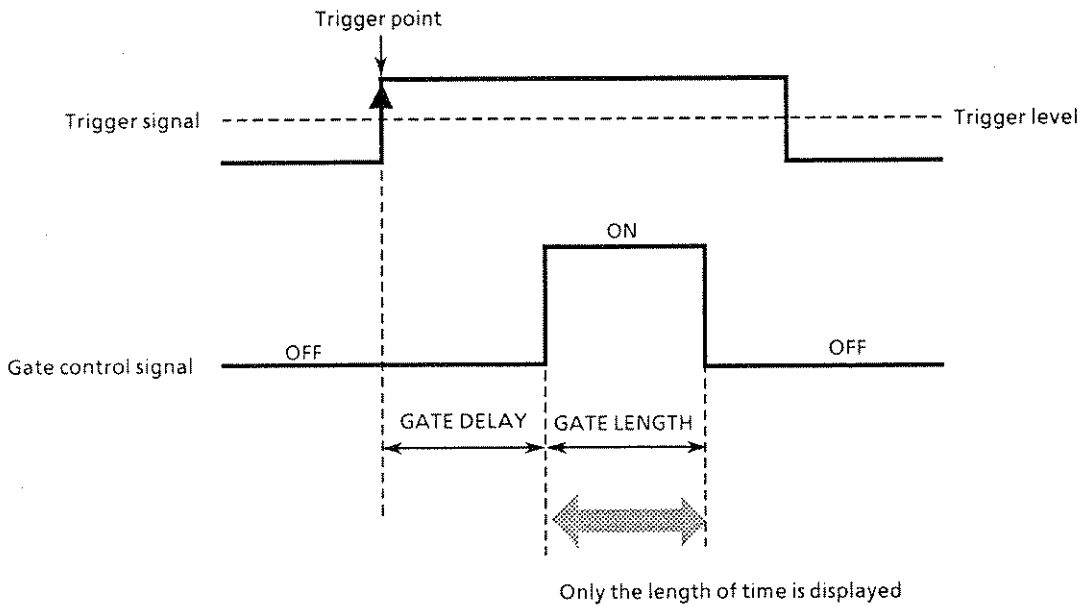 Trigger point
Trigger signal
Trigger level
ON
OFF
OFF
Gate control signal
GATE DELAY
GATE LENGTH
Only the length of time is displayed